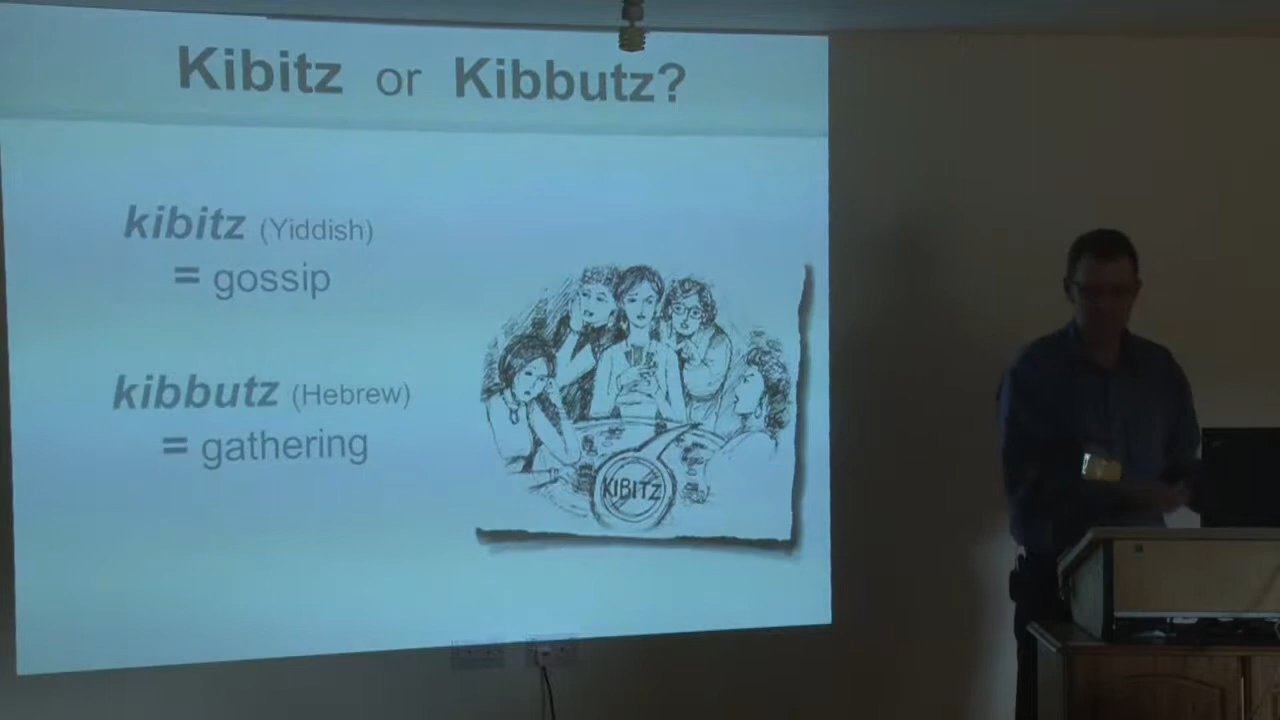 Kibitz or Kibbutz?
kibitz (Yiddish)
= gossip
kibbutz (Hebrew)
= gathering
KIBITZ